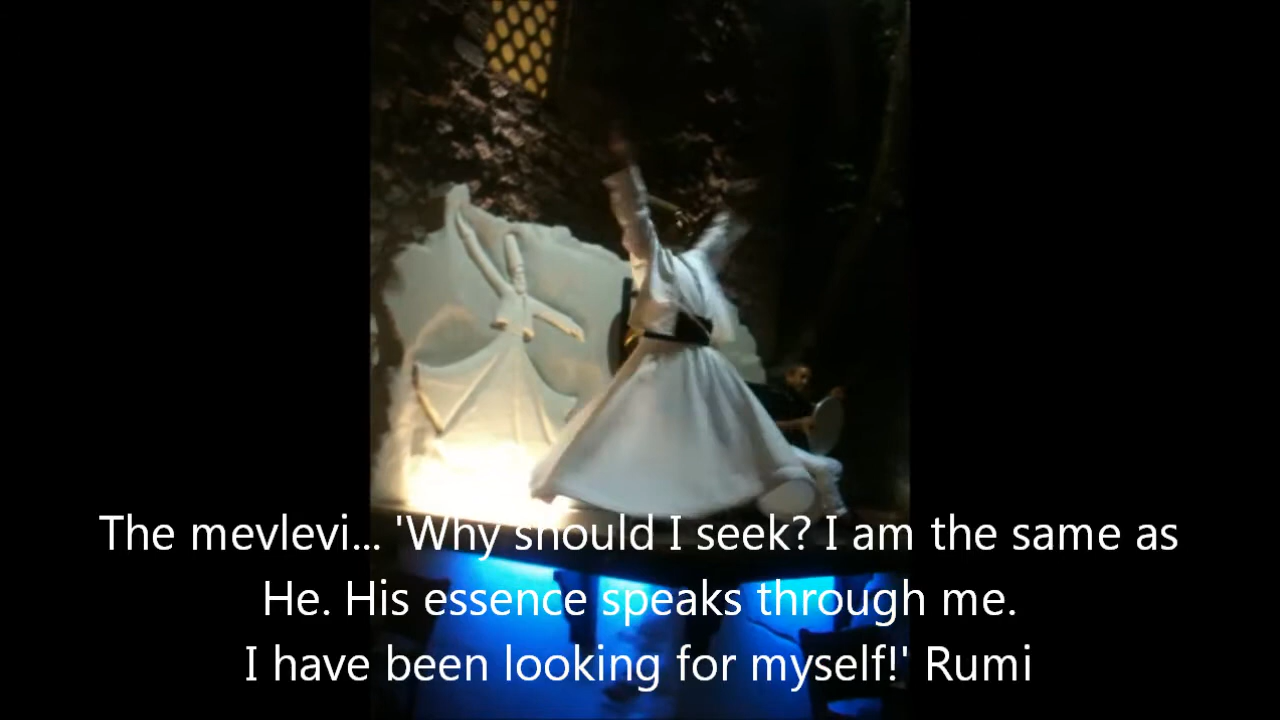 The mevlevi... 'Why should I seek? I am the same as
He. His essence speaks through me.
I have been looking for myself!' Rumi